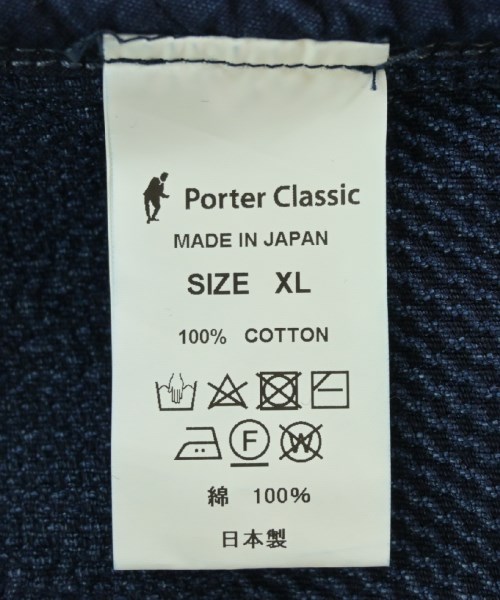 Porter Classic
MADE IN JAPAN
SIZE XL
100% COTTON
F W
綿 100%
日本製